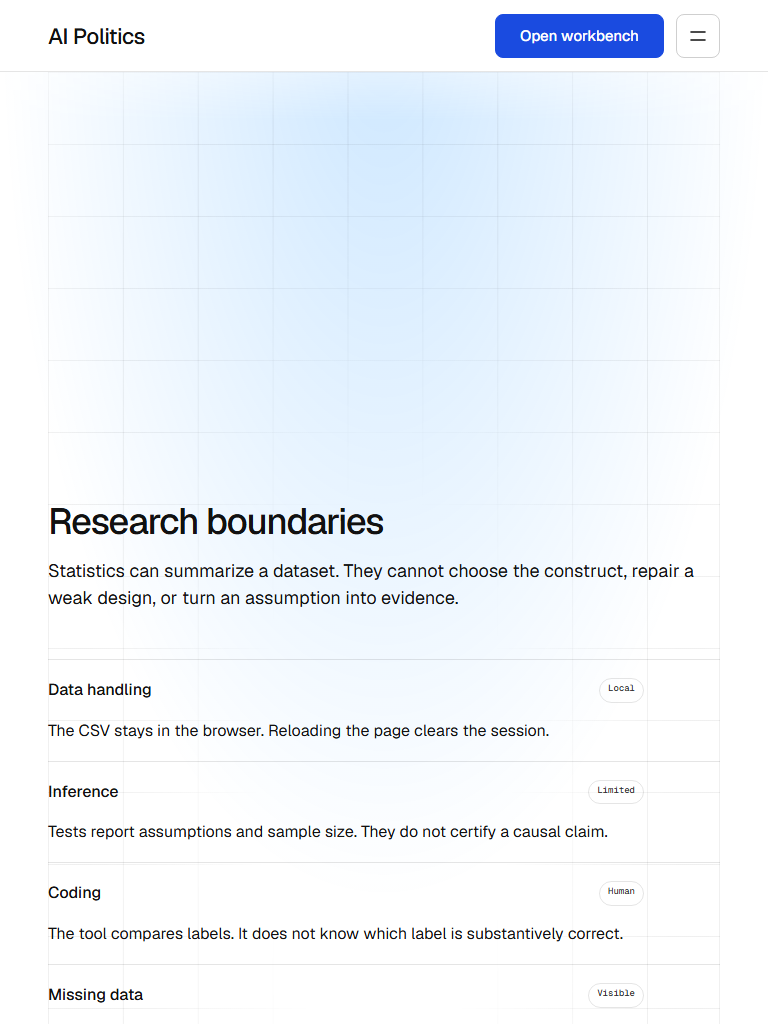 AI Politics
Open workbench
Research boundaries
Statistics can summarize a dataset. They cannot choose the construct, repair a
weak design, or turn an assumption into evidence.
Data handling
Local
The CSV stays in the browser. Reloading the page clears the session.
Inference
Limited
Tests report assumptions and sample size. They do not certify a causal claim.
Coding
Human
The tool compares labels. It does not know which label is substantively correct.
Missing data
Visible